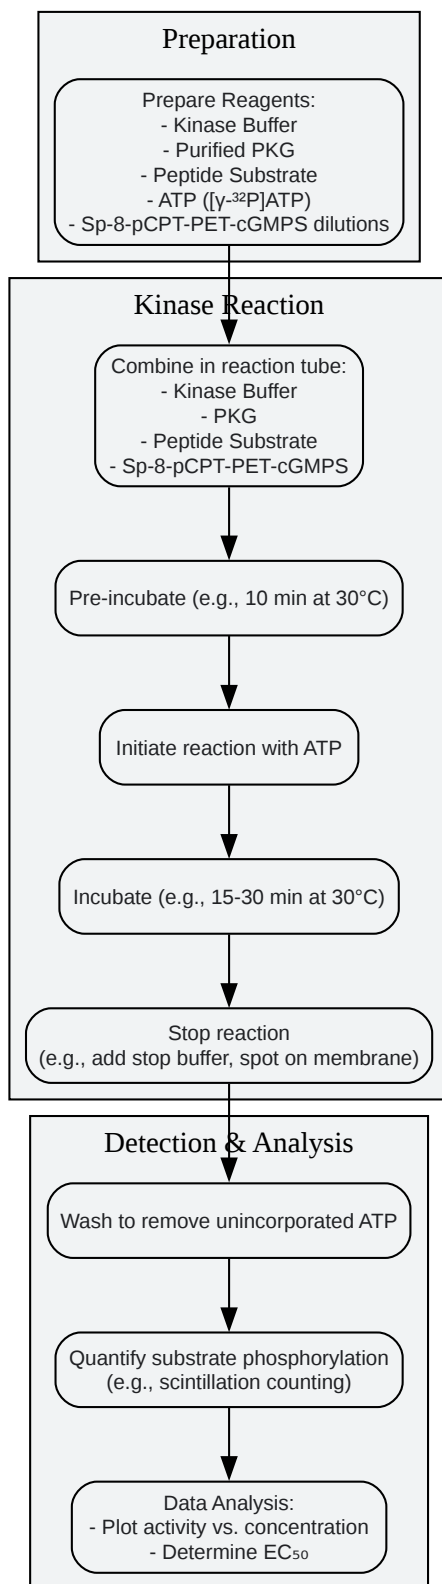 Preparation
Prepare Reagents:
- Kinase Buffer
- Purified PKG
- Peptide Substrate
- ATP ([γ-³²P]ATP)
- Sp-8-pCPT-PET-cGMPS dilutions
Kinase Reaction
Combine in reaction tube:
- Kinase Buffer
- PKG
- Peptide Substrate
- Sp-8-pCPT-PET-cGMPS
Pre-incubate (e.g., 10 min at 30°C)
Initiate reaction with ATP
Incubate (e.g., 15-30 min at 30°C)
Stop reaction
(e.g., add stop buffer, spot on membrane)
Detection & Analysis
Wash to remove unincorporated ATP
Quantify substrate phosphorylation
(e.g., scintillation counting)
Data Analysis:
- Plot activity vs. concentration
- Determine EC₅₀